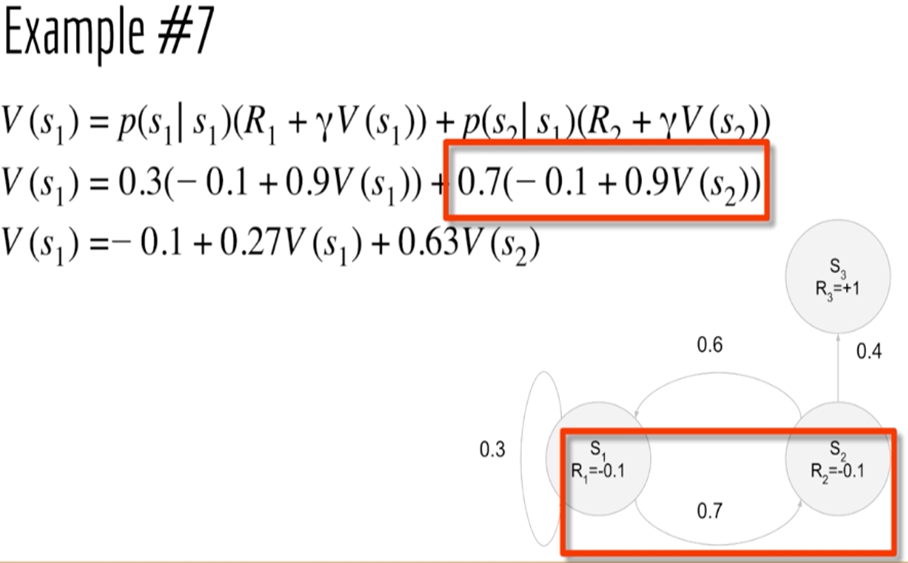 Example #7
V(s₁) = p(s₁| s₁)(R₁ + γV(s₁)) + p(s₂| s₁)(R₂ + γV(s₂))
V(s₁) = 0.3(− 0.1 + 0.9V(s₁)) + 0.7(− 0.1 + 0.9V(s₂))
V(s₁) =− 0.1 + 0.27V(s₁) + 0.63V(s₂)
S₃
R₃=+1
0.6
0.4
0.3
S₁
R₁=-0.1
S₂
R₂=-0.1
0.7